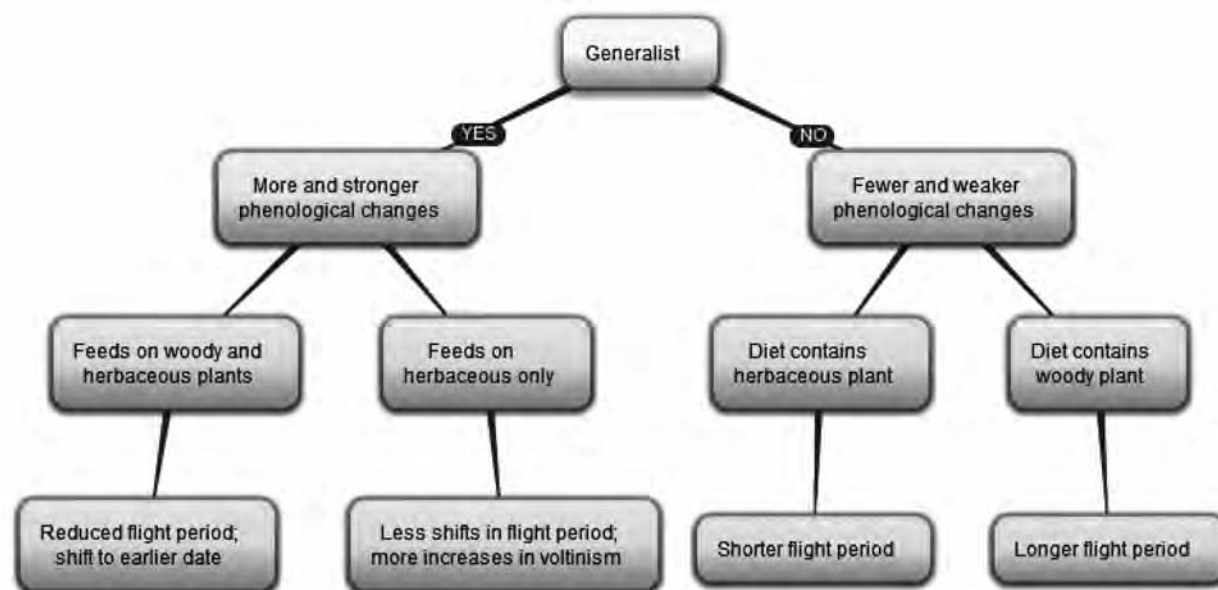 Generalist
YES
NO
More and stronger
phenological changes
Fewer and weaker
phenological changes
Feeds on woody and
herbaceous plants
Feeds on
herbaceous only
Diet contains
herbaceous plant
Diet contains
woody plant
Reduced flight period;
shift to earlier date
Less shifts in flight period;
more increases in voltinism
Shorter flight period
Longer flight period